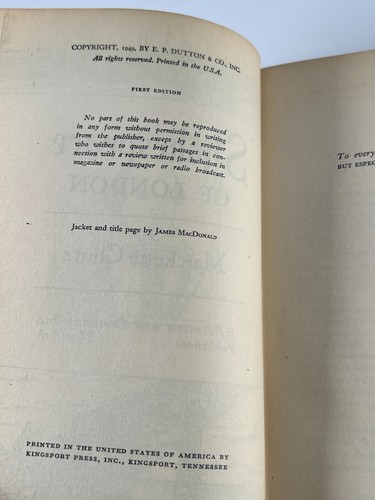 COPYRIGHT, 1949, BY E. P. DUTTON & CO., INC.
All rights reserved. Printed in the U.S.A.
FIRST EDITION
No part of this book may be reproduced
in any form without permission in writing
from the publisher, except by a reviewer
who wishes to quote brief passages in con-
nection with a review written for inclusion in
magazine or newspaper or radio broadcast.
Jacket and title page by JAMES MACDONALD
PRINTED IN THE UNITED STATES OF AMERICA BY
KINGSPORT PRESS, INC., KINGSPORT, TENNESSEE
To every
BUT ESPEC